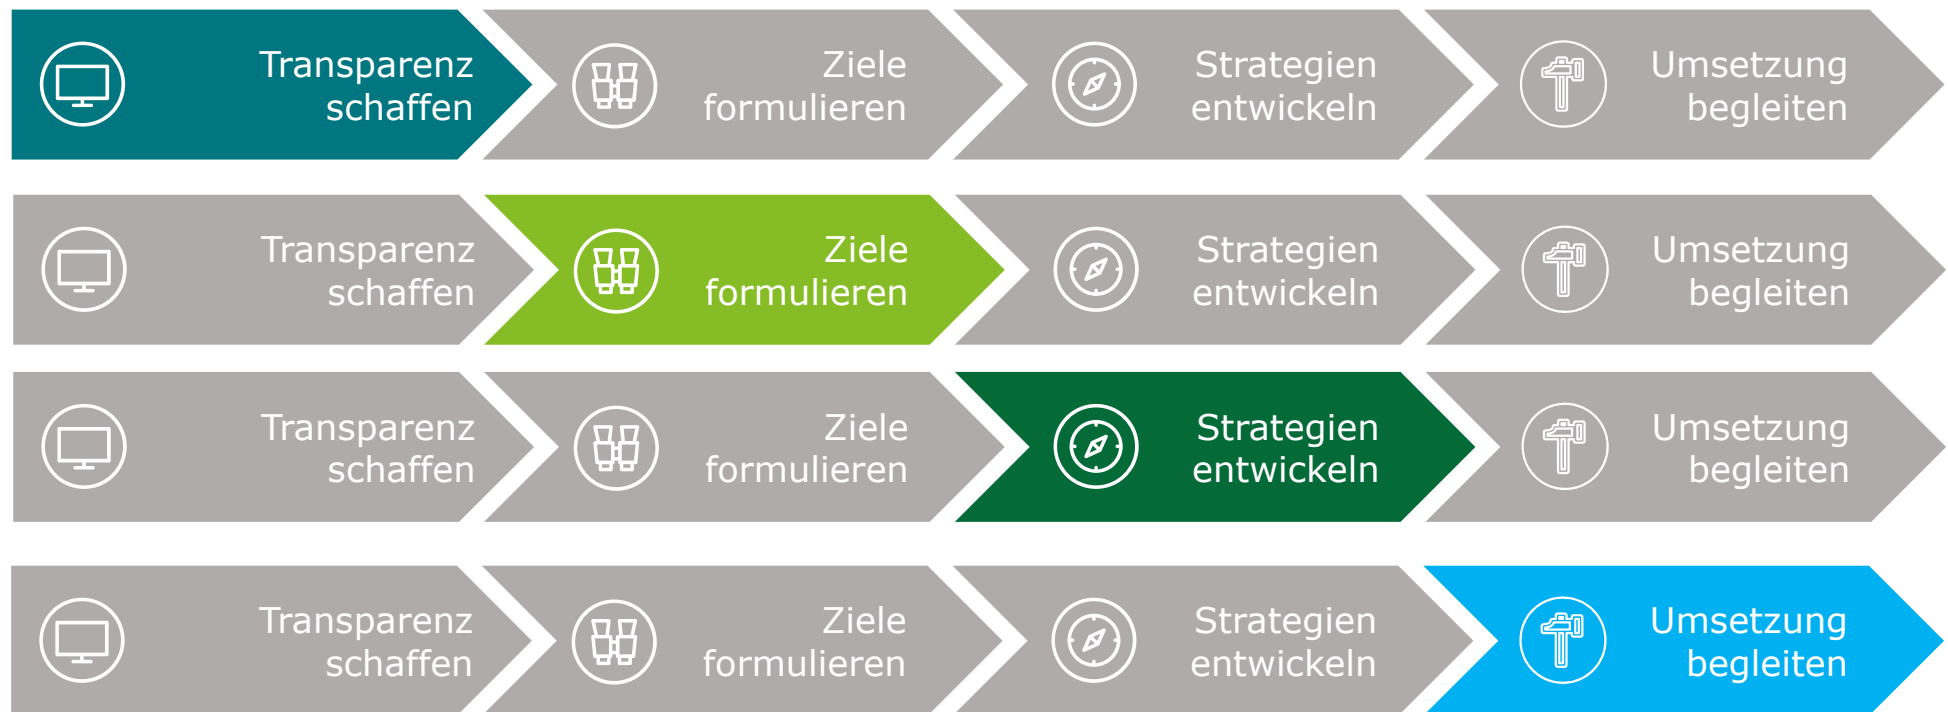 Transparenz
schaffen
Ziele
formulieren
Strategien
entwickeln
Umsetzung
begleiten
Transparenz
schaffen
Ziele
formulieren
Strategien
entwickeln
Umsetzung
begleiten
Transparenz
schaffen
Ziele
formulieren
Strategien
entwickeln
Umsetzung
begleiten
Transparenz
schaffen
Ziele
formulieren
Strategien
entwickeln
Umsetzung
begleiten